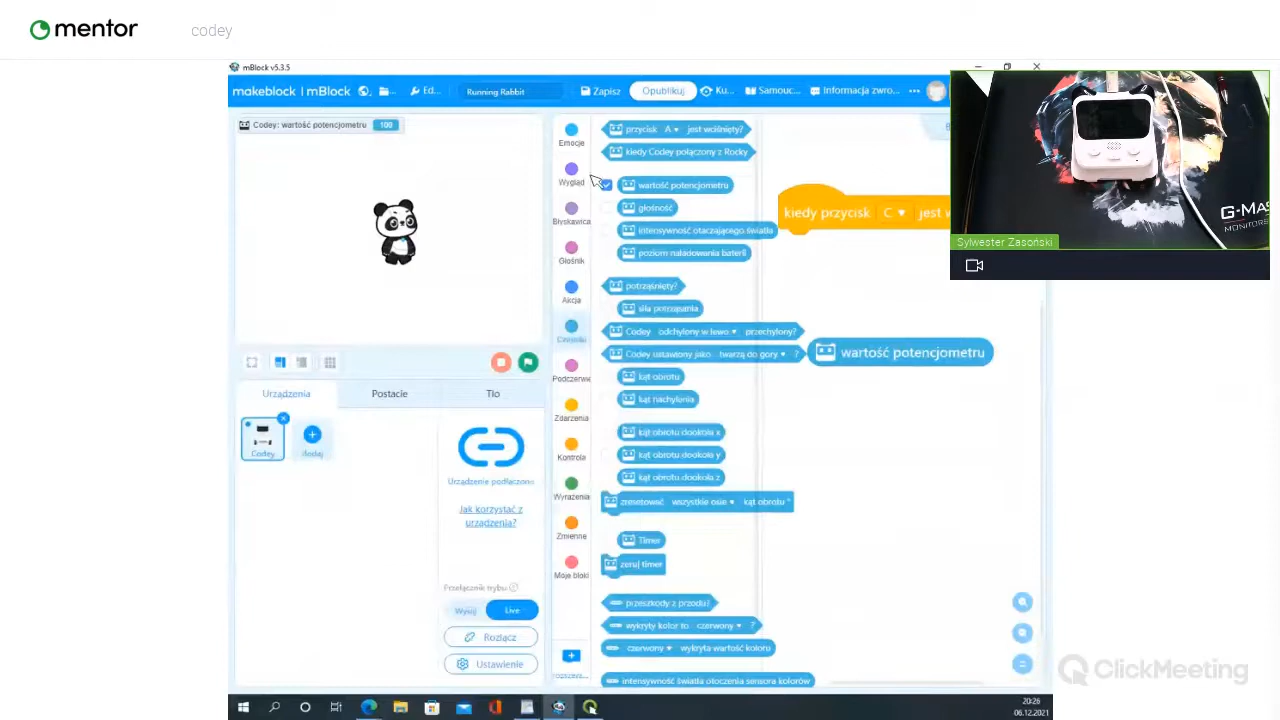 mentor
codey
mBlock v5.3.5
makeblock | mBlock
Ed...
Running Rabbit
Zapisz
Opublikuj
Ku...
Samouc...
Informacja zwro...
Codey: wartość potencjometru 100
Emocje
Wygląd
Błyskawica
Głośnik
Akcja
Czujniki
Podczerwie
Zdarzenia
Kontrola
Wyrażenia
Zmienne
Moje bloki
przycisk A jest wciśnięty?
kiedy Codey połączony z Rocky
wartość potencjometru
głośność
intensywność otaczającego światła
poziom naładowania baterii
potrząśnięty?
siła potrząsania
Codey odchylony w lewo przechylony?
Codey ustawiony jako twarzą do góry ?
kąt obrotu
kąt nachylenia
kąt obrotu dookoła x
kąt obrotu dookoła y
kąt obrotu dookoła z
zresetować wszystkie osie kąt obrotu "
Timer
zeruj timer
przeszkody z przodu?
wykryty kolor to czerwony ?
czerwony wykryta wartość koloru
intensywność światła otoczenia sensora kolorów
kiedy przycisk C jest w
wartość potencjometru
G-MAS
MONITORS
Sylwester Zasoński
Urządzenia
Postacie
Tło
Codey
dodaj
Urządzenie podłączone
Jak korzystać z
urządzenia?
Przełącznik trybu:
Wyślij
Live
Rozłącz
Ustawienie
ClickMeeting
20:26
06.12.2021